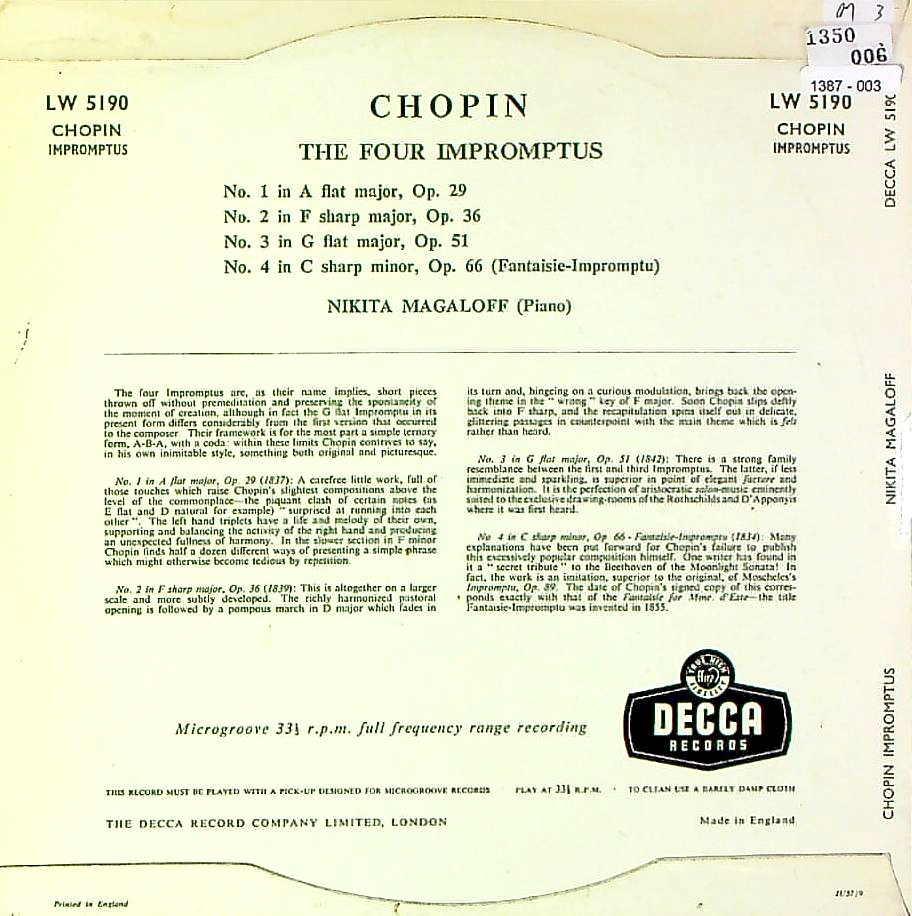 M 3
1350
006
1387 - 003
LW 5190
CHOPIN
IMPROMPTUS
CHOPIN
THE FOUR IMPROMPTUS
LW 5190
CHOPIN
IMPROMPTUS
No. 1 in A flat major, Op. 29
No. 2 in F sharp major, Op. 36
No. 3 in G flat major, Op. 51
No. 4 in C sharp minor, Op. 66 (Fantaisie-Impromptu)
NIKITA MAGALOFF (Piano)
The four Impromptus are, as their name implies, short pieces
thrown off without premeditation and preserving the spontaneity of
the moment of creation, although in fact the G flat Impromptu in its
present form differs considerably from the first version that occurred
to the composer. Their framework is for the most part a simple ternary
form, A-B-A, with a coda: within these limits Chopin contrives to say,
in his own inimitable style, something both original and picturesque.
No. 1 in A flat major, Op. 29 (1837): A carefree little work, full of
those touches which raise Chopin's slightest compositions above the
level of the commonplace—the piquant clash of certain notes (as
E flat and D natural for example) "surprised at running into each
other". The left hand triplets have a life and melody of their own,
supporting and balancing the activity of the right hand and producing
an unexpected fullness of harmony. In the slower section in F minor
Chopin finds half a dozen different ways of presenting a simple phrase
which might otherwise become tedious by repetition.
No. 2 in F sharp major, Op. 36 (1839): This is altogether on a larger
scale and more subtly developed. The richly harmonized pastoral
opening is followed by a pompous march in D major which fades in
its turn and, hingeing on a curious modulation, brings back the open-
ing theme in the "wrong" key of F major. Soon Chopin slips deftly
back into F sharp, and the recapitulation spins itself out in delicate,
glittering passages in counterpoint with the main theme which is felt
rather than heard.
No. 3 in G flat major, Op. 51 (1842): There is a strong family
resemblance between the first and third Impromptus. The latter, if less
immediate and sparkling, is superior in point of elegant facture and
harmonization. It is the perfection of aristocratic salon-music eminently
suited to the exclusive drawing-rooms of the Rothschilds and D'Apponyis
where it was first heard.
No 4 in C sharp minor, Op 66 - Fantaisie-Impromptu (1834): Many
explanations have been put forward for Chopin's failure to publish
this excessively popular composition himself. One writer has found in
it a "secret tribute" to the Beethoven of the Moonlight Sonata! In
fact, the work is an imitation, superior to the original, of Moscheles's
Impromptu, Op. 89. The date of Chopin's signed copy of this corres-
ponds exactly with that of the Fantaisie for Mme. d'Este—the title
Fantaisie-Impromptu was invented in 1855.
Microgroove 33⅓ r.p.m. full frequency range recording
TRUE HIGH
ffrr
FIDELITY
DECCA
RECORDS
THIS RECORD MUST BE PLAYED WITH A PICK-UP DESIGNED FOR MICROGROOVE RECORDS · PLAY AT 33⅓ R.P.M. · TO CLEAN USE A BARELY DAMP CLOTH
THE DECCA RECORD COMPANY LIMITED, LONDON
Made in England
Printed in England
DECCA LW 5190
NIKITA MAGALOFF
CHOPIN IMPROMPTUS